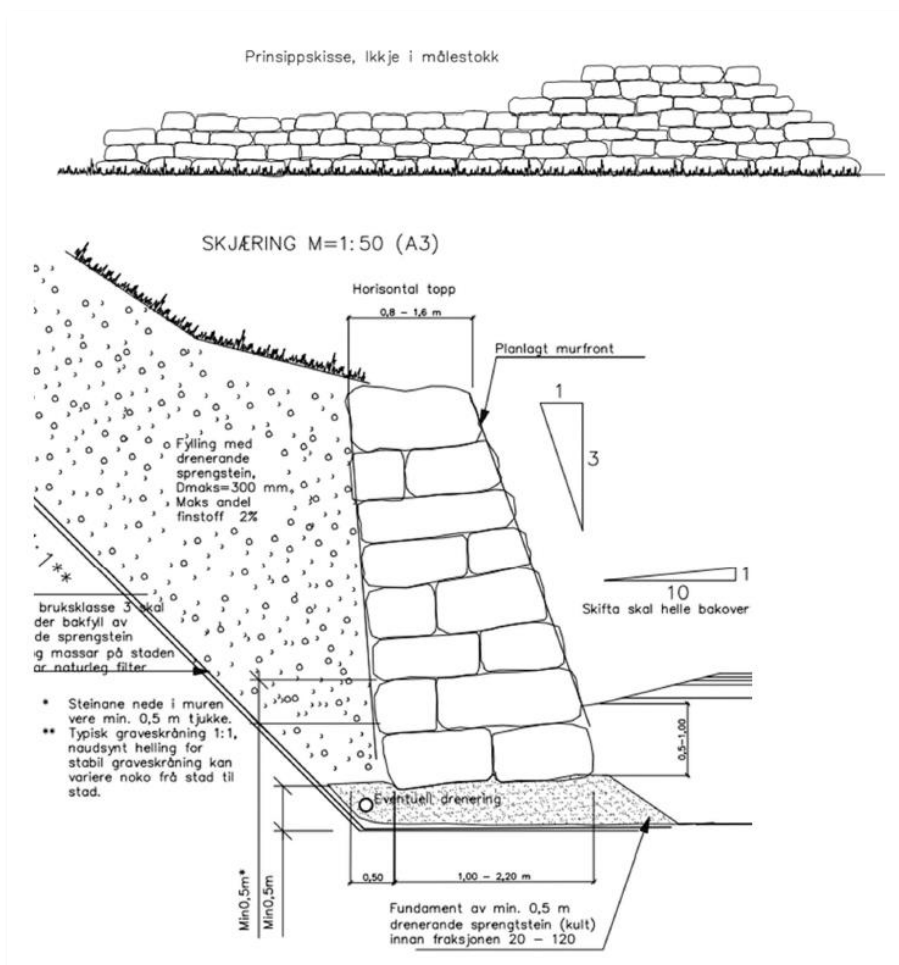 Prinsippskisse, Ikkje i målestokk
SKJÆRING M=1:50 (A3)
Horisontal topp
0,8 – 1,6 m
Planlagt murfront
1
3
Fylling med
drenerande
sprengstein,
Dmaks=300 mm,
Maks andel
finstoff 2%
1**
1
10
Skifta skal helle bakover
bruksklasse 3 skal
der bakfyll av
de sprengstein
g massar på staden
ar naturleg filter
* Steinane nede i muren
vere min. 0,5 m tjukke.
** Typisk graveskråning 1:1,
naudsynt helling for
stabil graveskråning kan
variere noko frå stad til
stad.
0,5–1,00
Eventuell drenering
Min0,5m*
Min0,5m
0,50
1,00 – 2,20 m
Fundament av min. 0,5 m
drenerande sprengtstein (kult)
innan fraksjonen 20 – 120